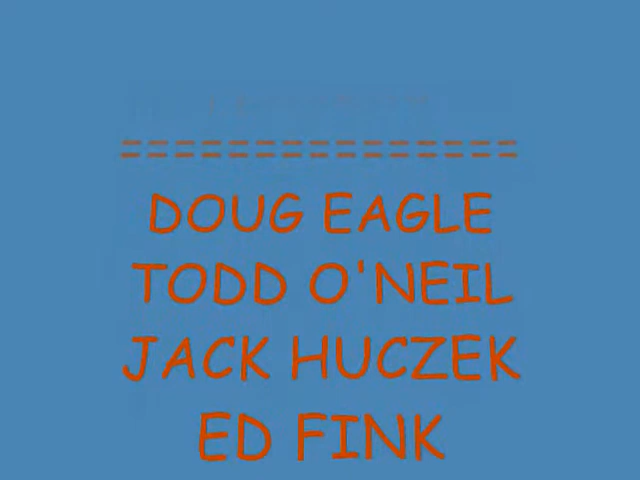 ===============
DOUG EAGLE
TODD O'NEIL
JACK HUCZEK
ED FINK